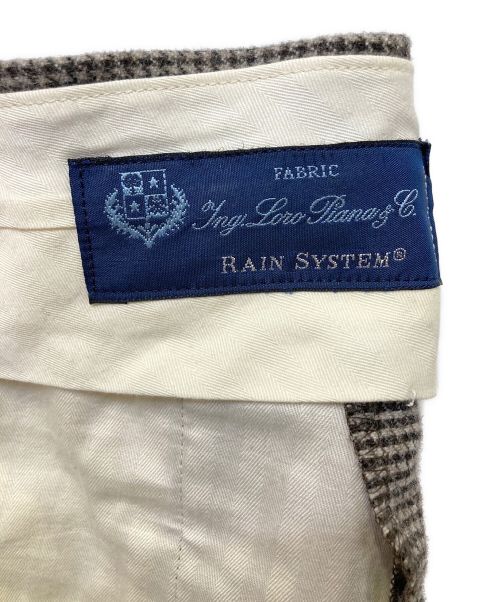 FABRIC
Ing. Loro Piana & C.
RAIN SYSTEM®